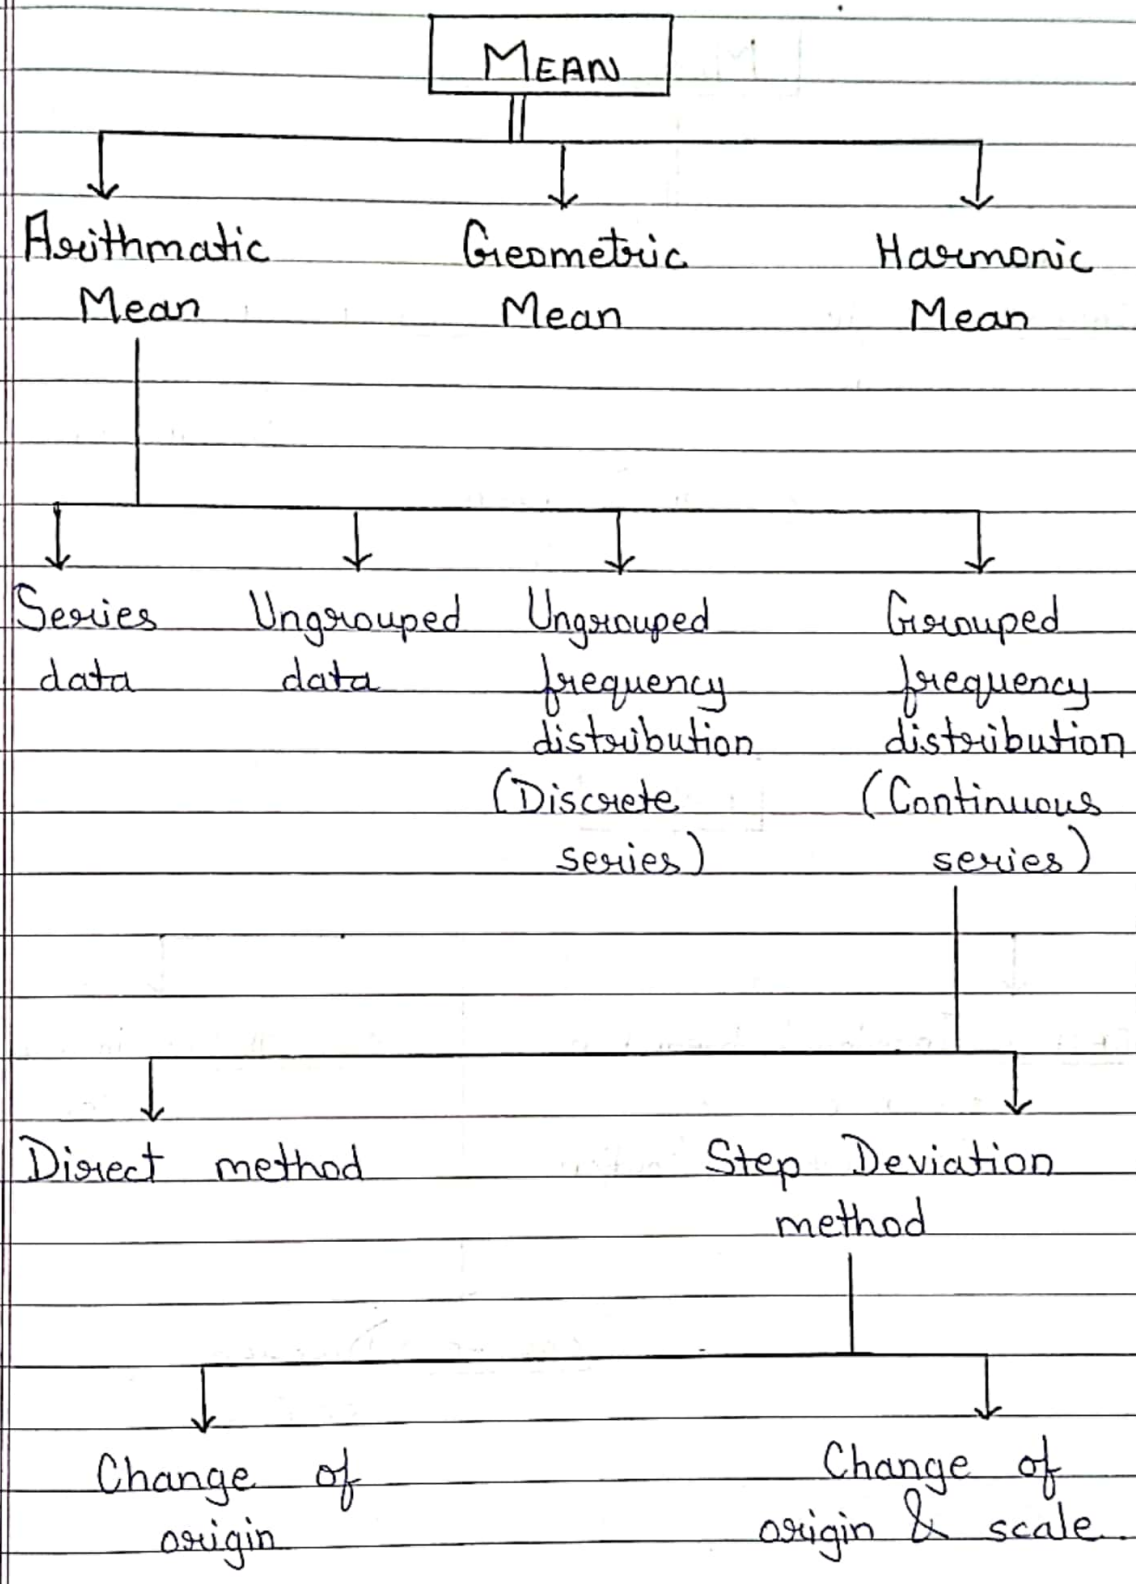 MEAN
Arithmatic Geometric Harmonic
Mean Mean Mean
Series Ungrouped Ungrouped Grouped
data data frequency frequency
distribution distribution
(Discrete (Continuous
series) series)
Direct method Step Deviation
method
Change of Change of
origin origin & scale